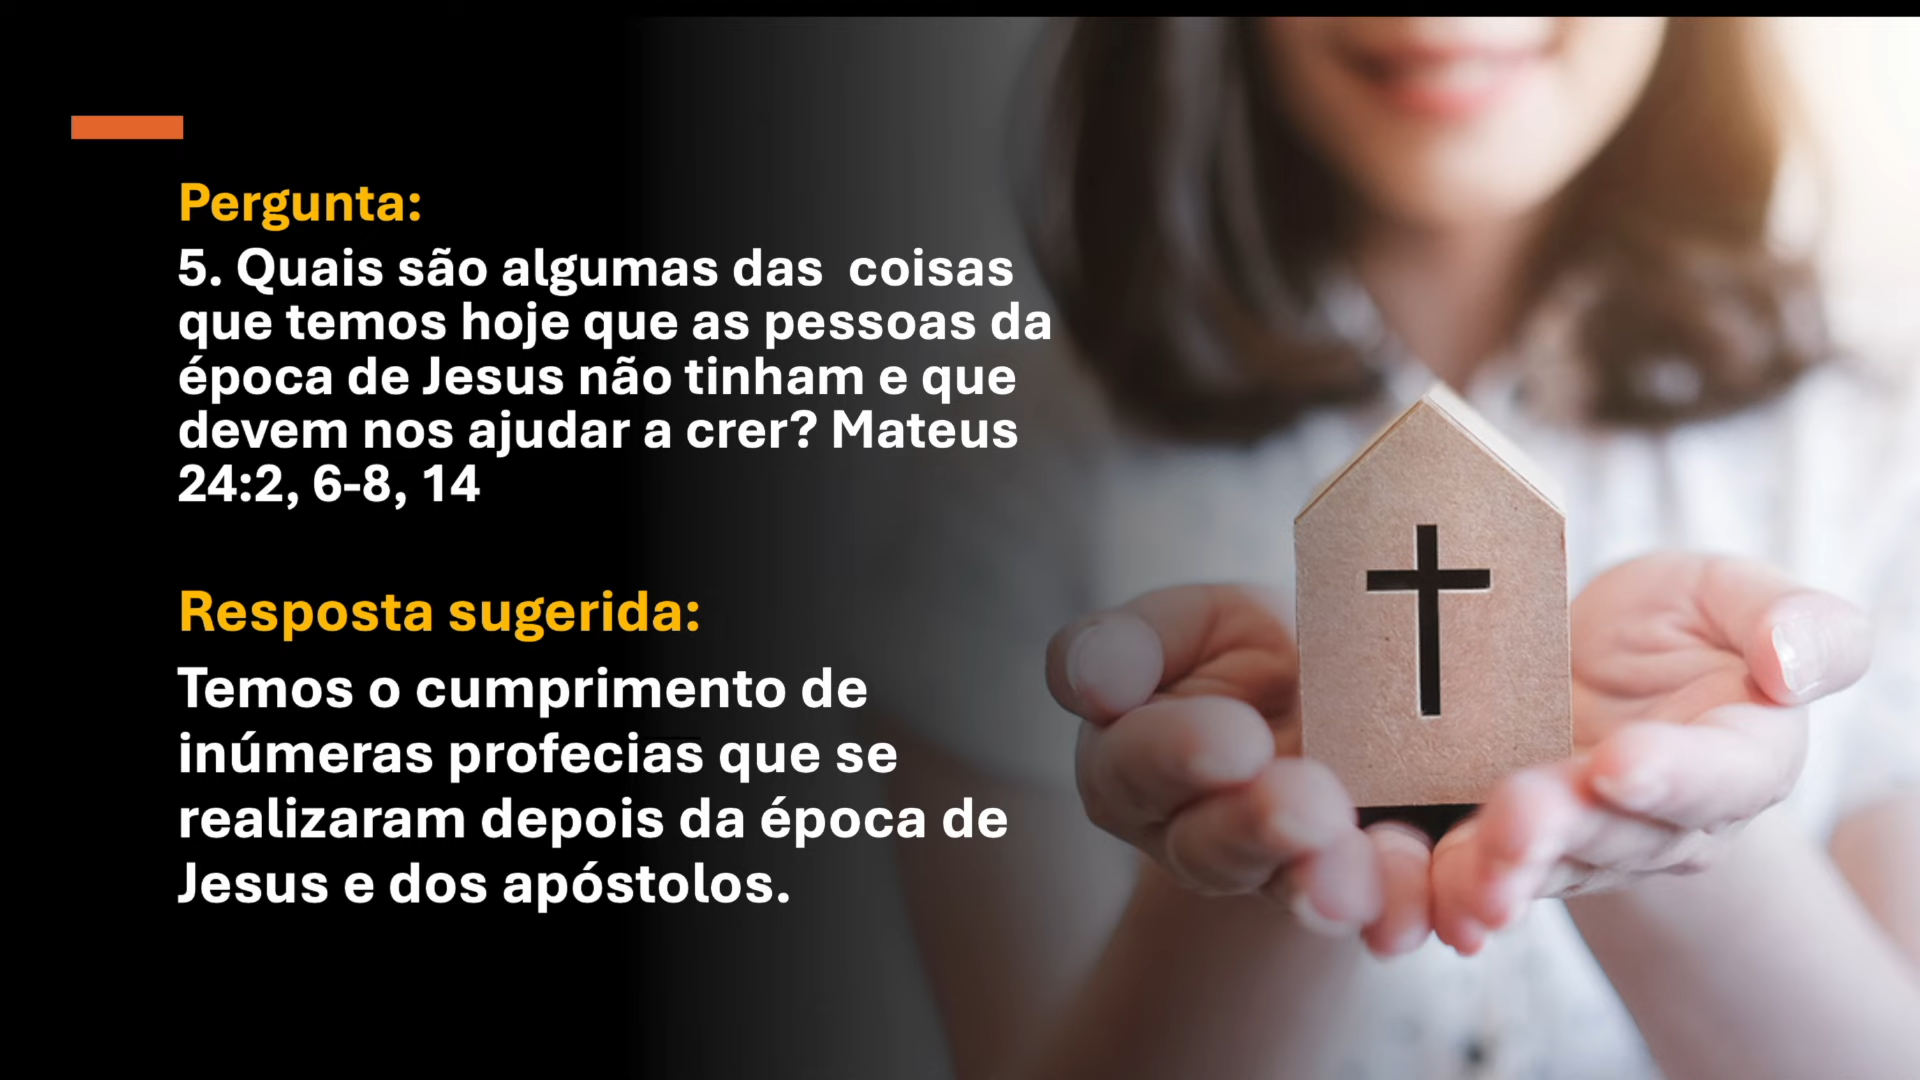 Pergunta:
5. Quais são algumas das  coisas
que temos hoje que as pessoas da
época de Jesus não tinham e que
devem nos ajudar a crer? Mateus
24:2, 6-8, 14
Resposta sugerida:
Temos o cumprimento de
inúmeras profecias que se
realizaram depois da época de
Jesus e dos apóstolos.